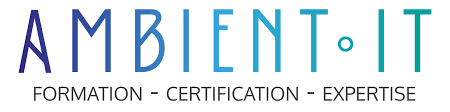 AMBIENT IT
FORMATION - CERTIFICATION - EXPERTISE